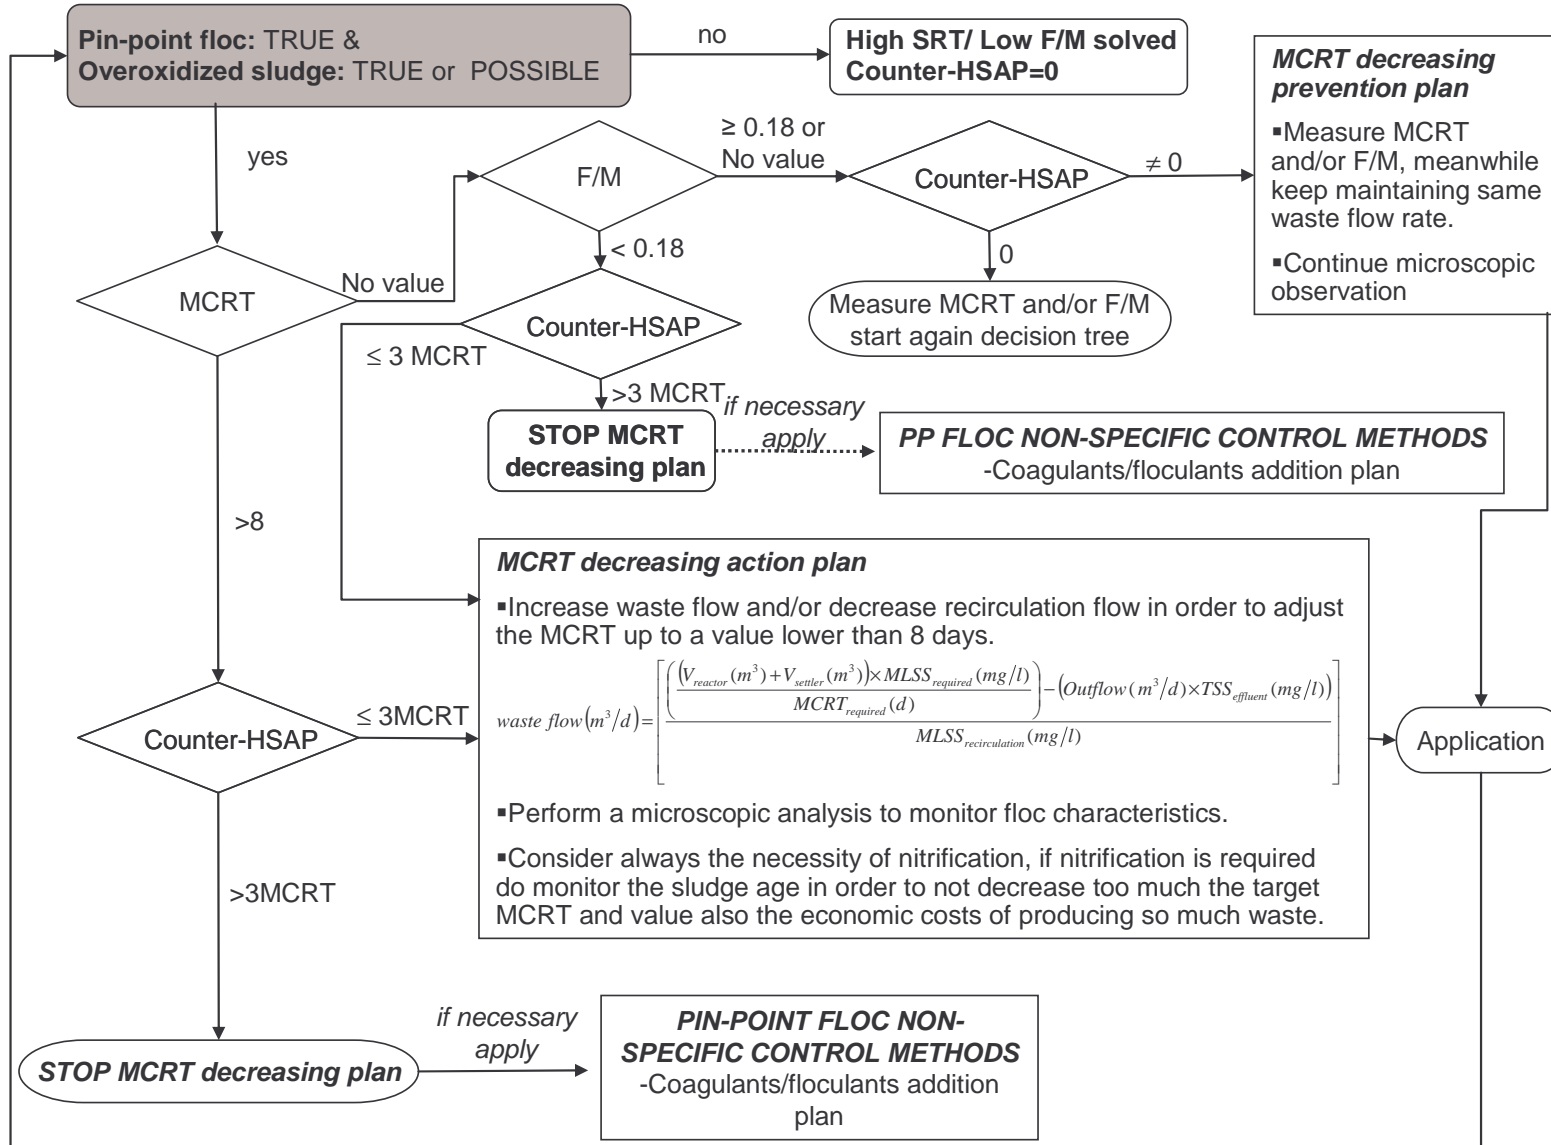 Pin-point floc: TRUE &
Overoxidized sludge: TRUE or POSSIBLE
no
High SRT/ Low F/M solved
Counter-HSAP=0
MCRT decreasing
prevention plan
▪Measure MCRT
and/or F/M, meanwhile
keep maintaining same
waste flow rate.
▪Continue microscopic
observation
yes
F/M
≥ 0.18 or
No value
Counter-HSAP
≠ 0
< 0.18
0
MCRT
No value
Measure MCRT and/or F/M
start again decision tree
Counter-HSAP
≤ 3 MCRT
>3 MCRT
STOP MCRT
decreasing plan
if necessary
apply
PP FLOC NON-SPECIFIC CONTROL METHODS
-Coagulants/floculants addition plan
>8
MCRT decreasing action plan
▪Increase waste flow and/or decrease recirculation flow in order to adjust
the MCRT up to a value lower than 8 days.
waste flow(m³/d)=[(((V_reactor(m³)+V_settler(m³))×MLSS_required(mg/l))/(MCRT_required(d)))−(Outflow(m³/d)×TSS_effluent(mg/l))]/MLSS_recirculation(mg/l)
▪Perform a microscopic analysis to monitor floc characteristics.
▪Consider always the necessity of nitrification, if nitrification is required
do monitor the sludge age in order to not decrease too much the target
MCRT and value also the economic costs of producing so much waste.
Application
Counter-HSAP
≤ 3MCRT
>3MCRT
STOP MCRT decreasing plan
if necessary
apply
PIN-POINT FLOC NON-
SPECIFIC CONTROL METHODS
-Coagulants/floculants addition
plan